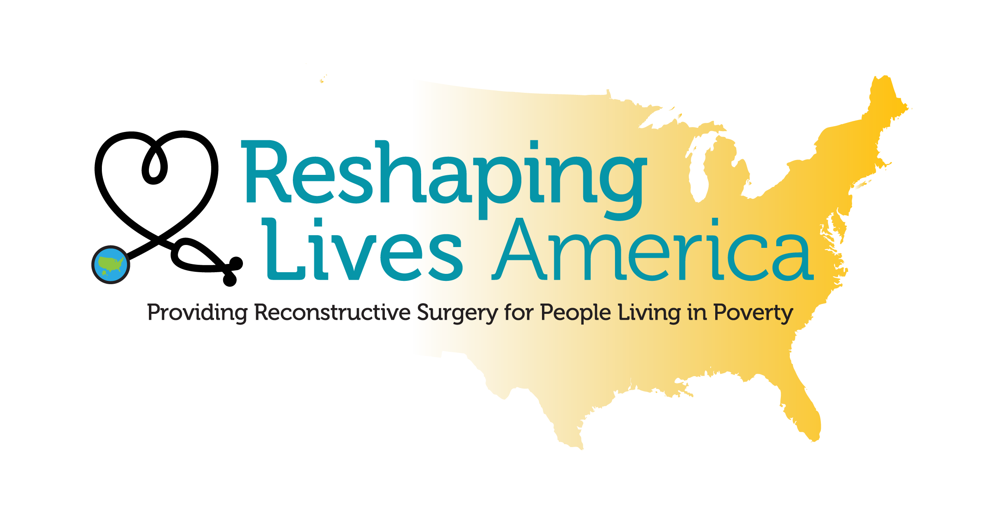 Reshaping
Lives America
Providing Reconstructive Surgery for People Living in Poverty